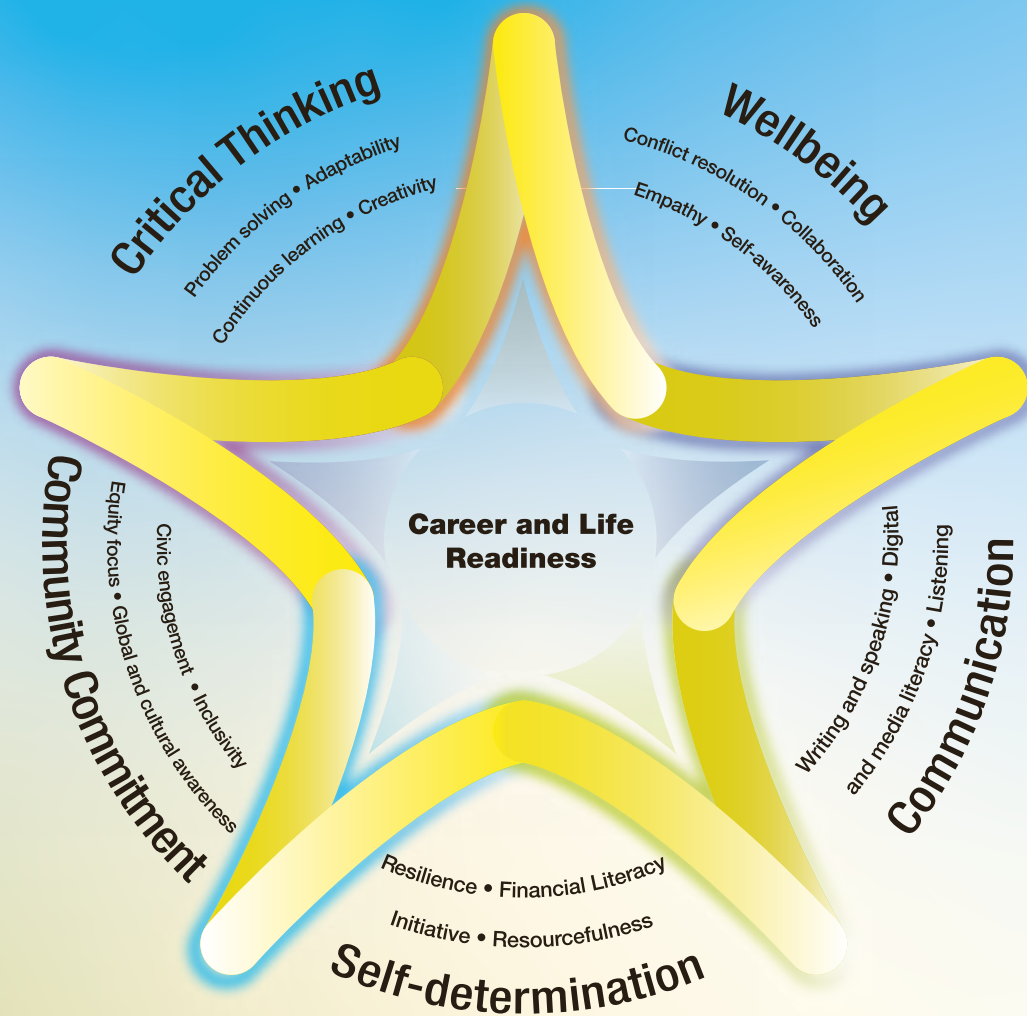 Critical Thinking
Problem solving • Adaptability
Continuous learning • Creativity
Wellbeing
Conflict resolution • Collaboration
Empathy • Self-awareness
Career and Life
Readiness
Community Commitment
Equity focus • Global and cultural awareness
Civic engagement • Inclusivity
Writing and speaking • Digital
and media literacy • Listening
Communication
Resilience • Financial Literacy
Initiative • Resourcefulness
Self-determination